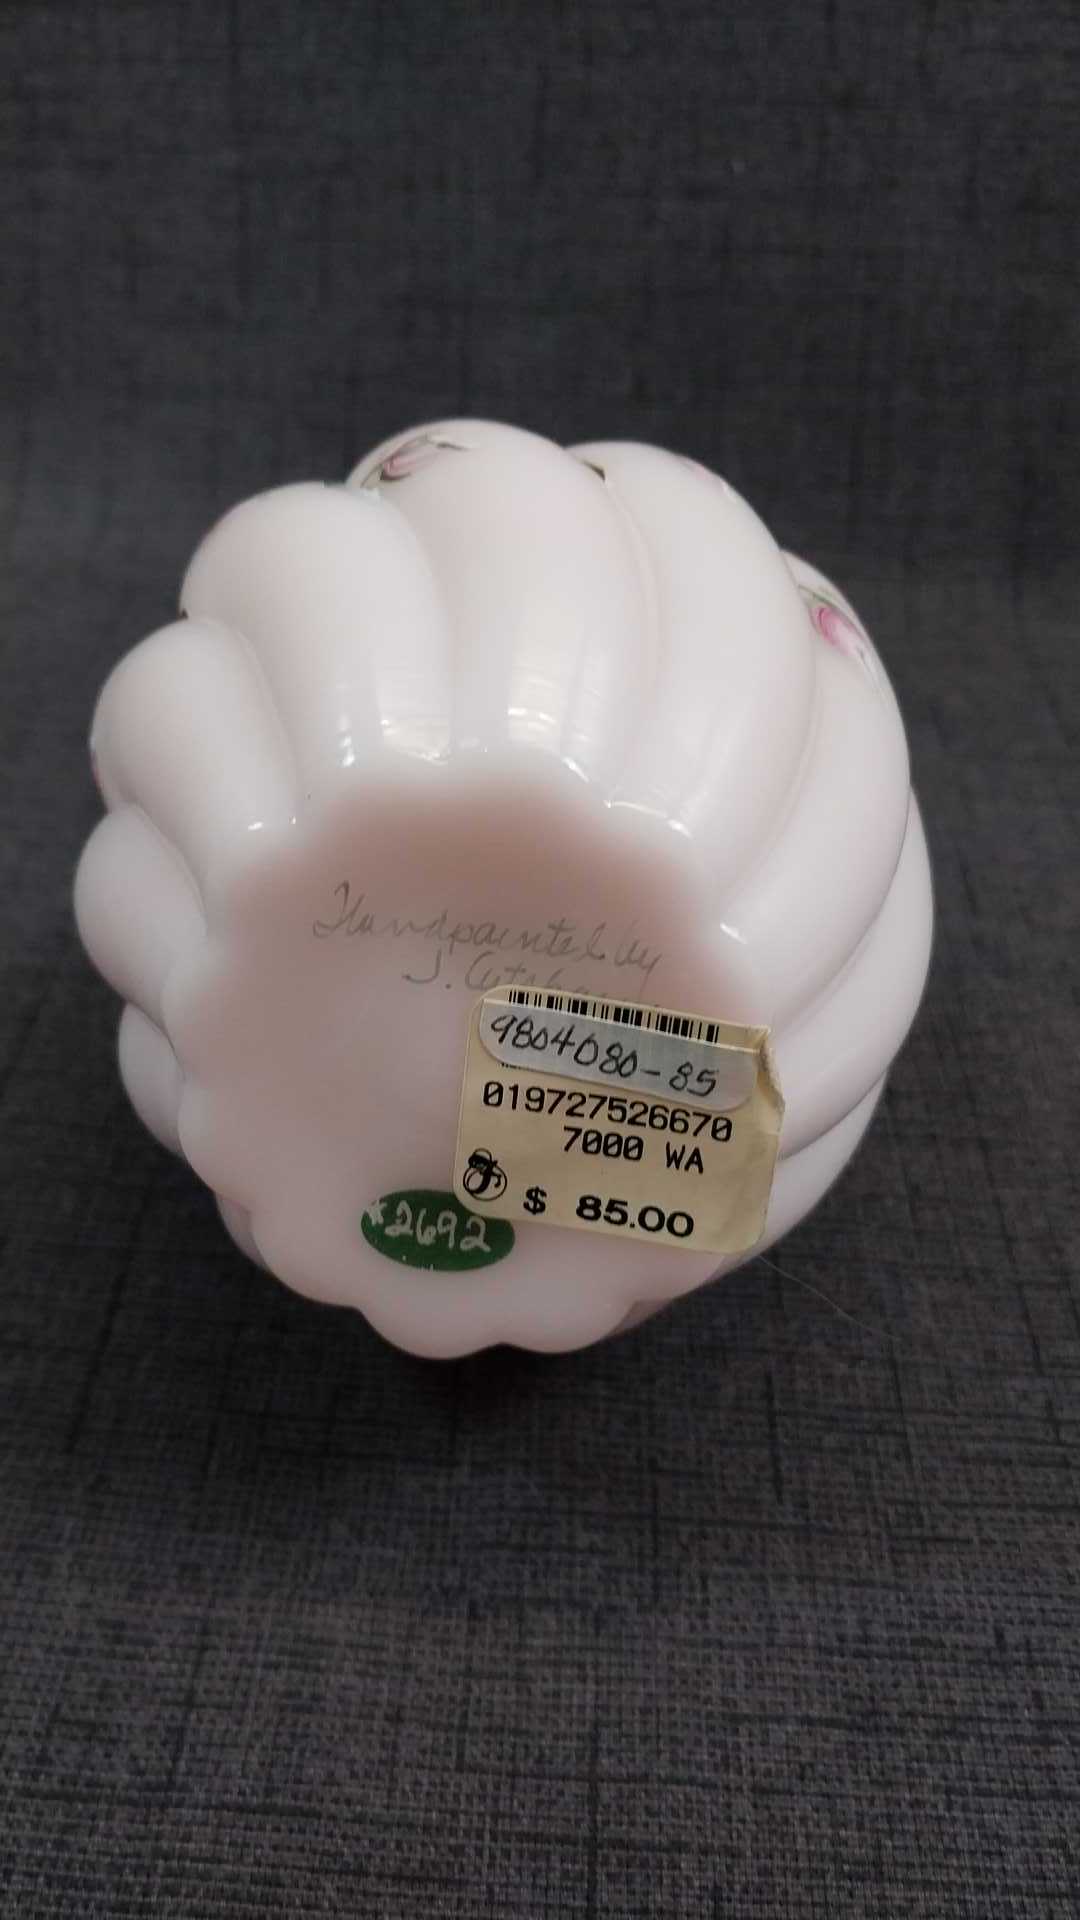 Handpainted by
J.
9804080-85
019727526670
7000 WA
$ 85.00
*2692